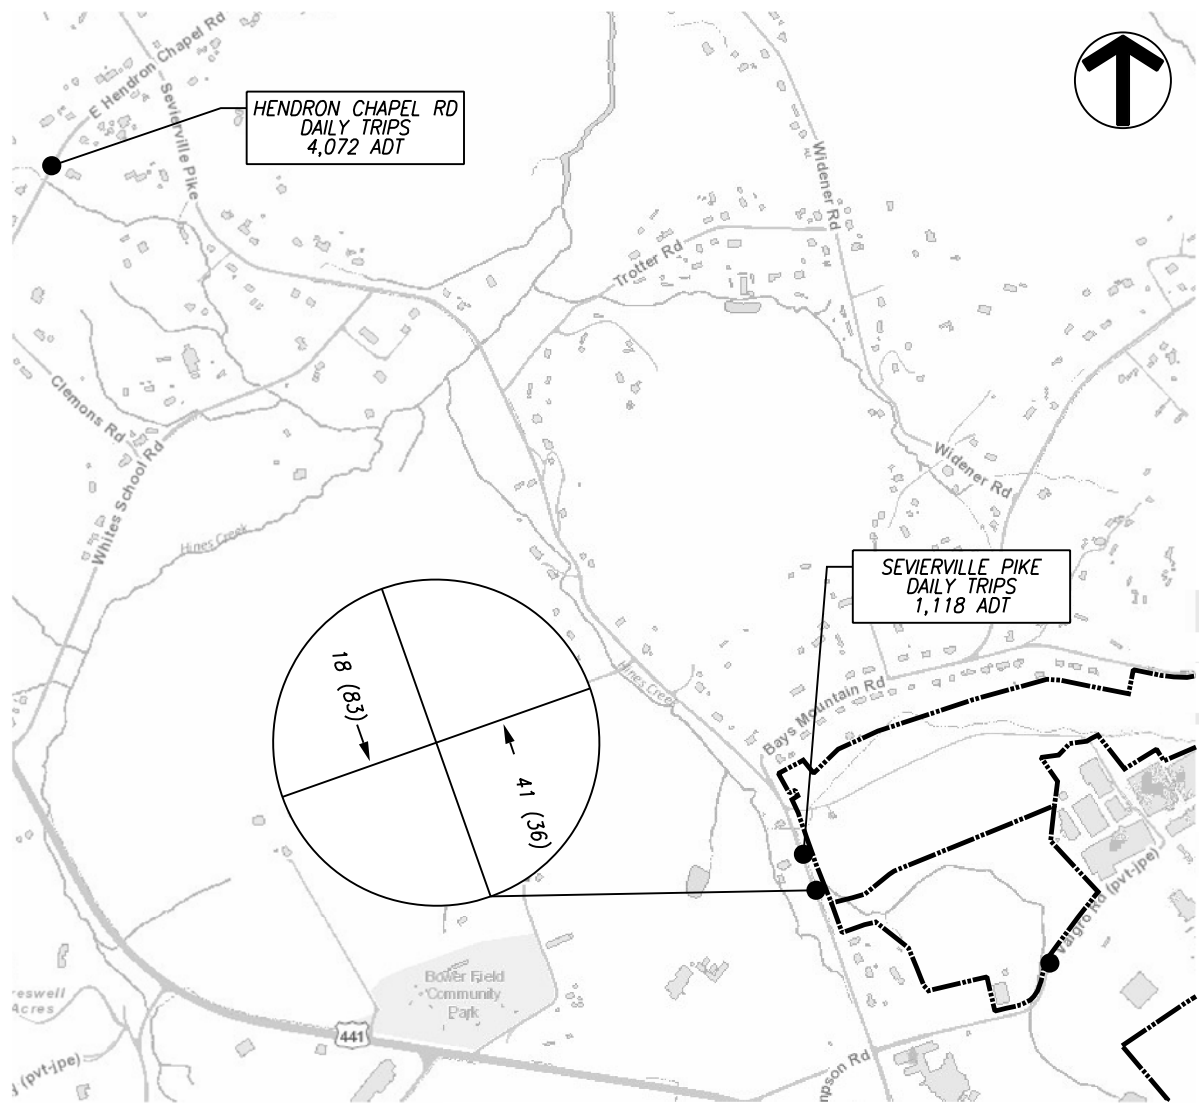 E Hendron Chapel Rd
Sevierville Pike
HENDRON CHAPEL RD
DAILY TRIPS
4,072 ADT
Widener Rd
Trotter Rd
Clemons Rd
Whites School Rd
Widener Rd
Hines Creek
SEVIERVILLE PIKE
DAILY TRIPS
1,118 ADT
18 (83)
41 (36)
Hines Creek
Bays Mountain Rd
Valgro Rd (pvt-jpe)
Bower Field
Community
Park
reswell
Acres
441
(pvt-jpe)
mpson Rd